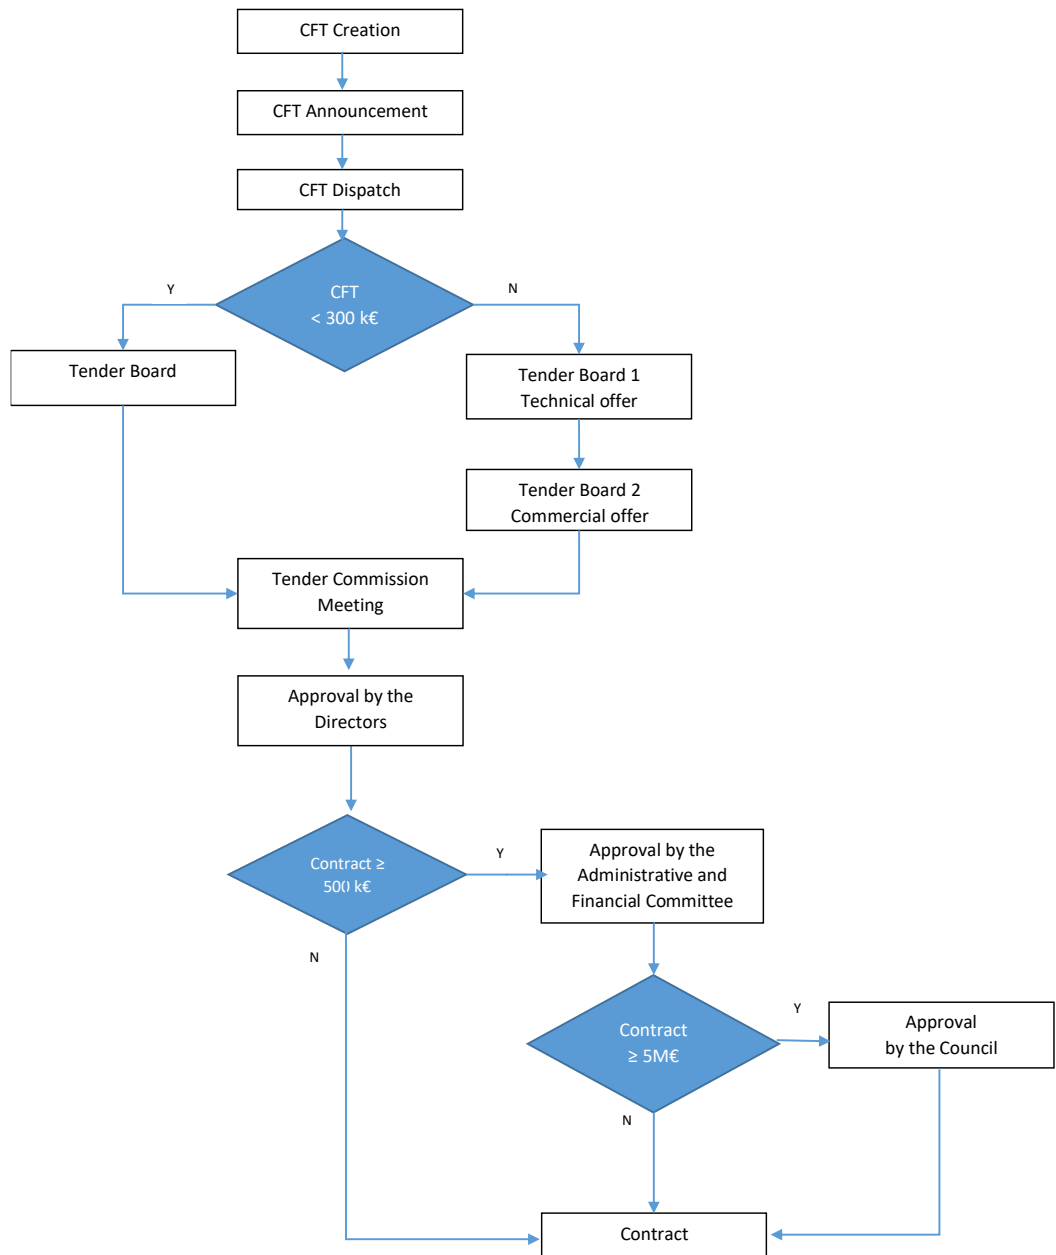 CFT Creation
CFT Announcement
CFT Dispatch
CFT
< 300 k€
Y
N
Tender Board
Tender Board 1
Technical offer
Tender Board 2
Commercial offer
Tender Commission
Meeting
Approval by the
Directors
Contract ≥
500 k€
Y
N
Approval by the
Administrative and
Financial Committee
Contract
≥ 5M€
Y
N
Approval
by the Council
Contract